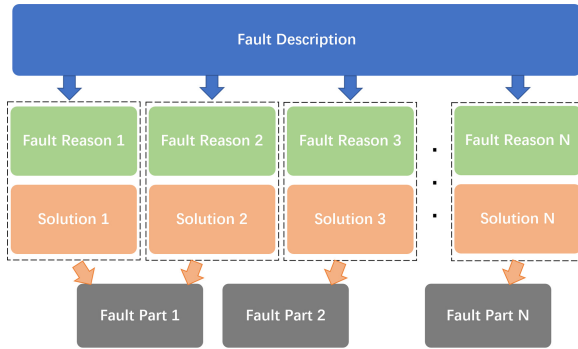 Fault Description
Fault Reason 1
Fault Reason 2
Fault Reason 3
Fault Reason N
Solution 1
Solution 2
Solution 3
Solution N
Fault Part 1
Fault Part 2
Fault Part N